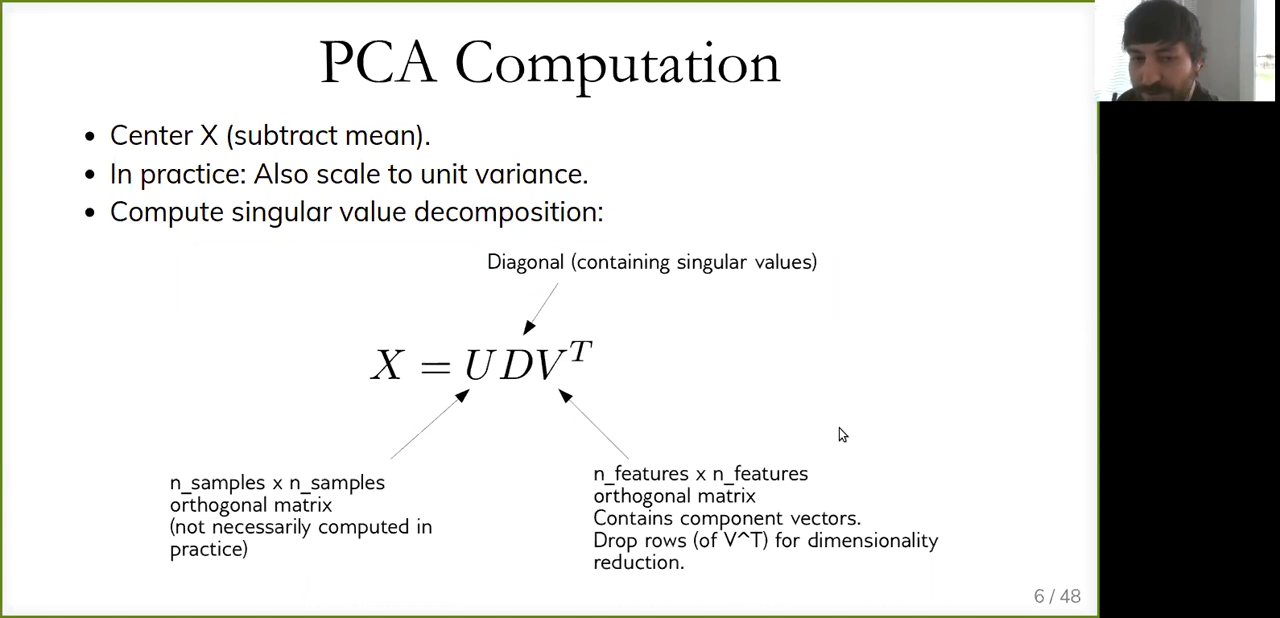 PCA Computation
• Center X (subtract mean).
• In practice: Also scale to unit variance.
• Compute singular value decomposition:
Diagonal (containing singular values)
X = UDV^T
n_samples x n_samples
orthogonal matrix
(not necessarily computed in
practice)
n_features x n_features
orthogonal matrix
Contains component vectors.
Drop rows (of V^T) for dimensionality
reduction.
6 / 48